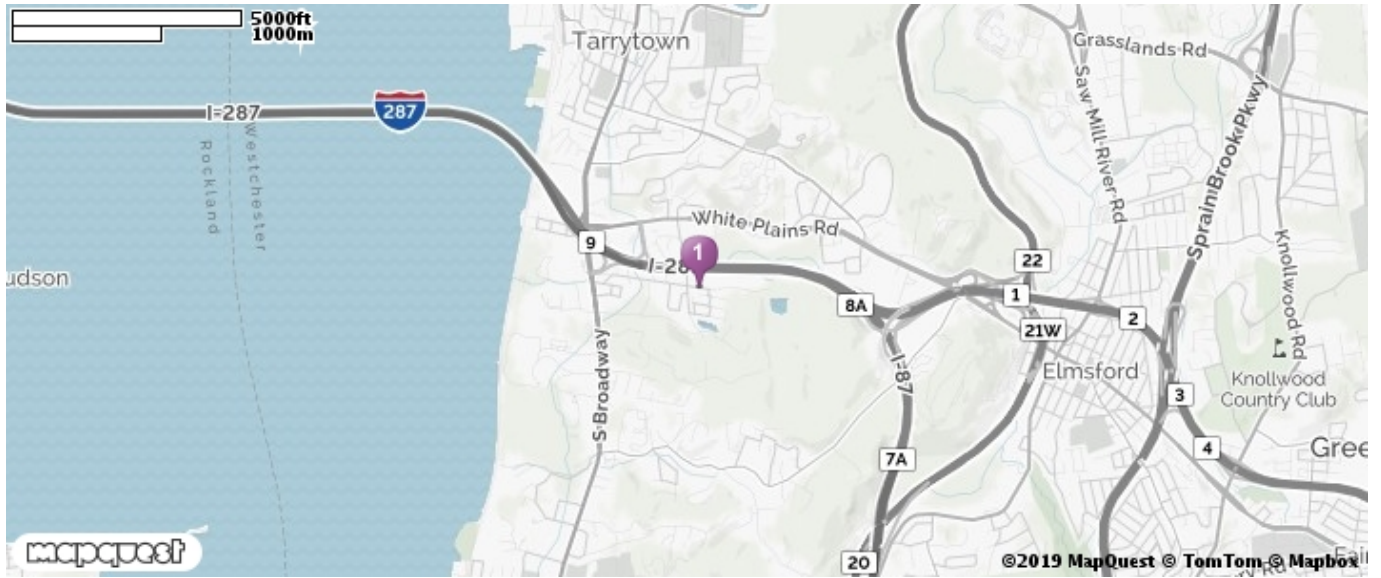 5000ft
1000m
Tarrytown
Grasslands Rd
I-287
287
Rockland
Westchester
Saw Mill River Rd
Sprain Brook Pkwy
White Plains Rd
Knollwood Rd
9
1
I-28
22
udson
8A
1
2
21W
I-87
Elmsford
S Broadway
Knollwood
Country Club
3
4
Gree
7A
20
mapquest
©2019 MapQuest © TomTom © Mapbox